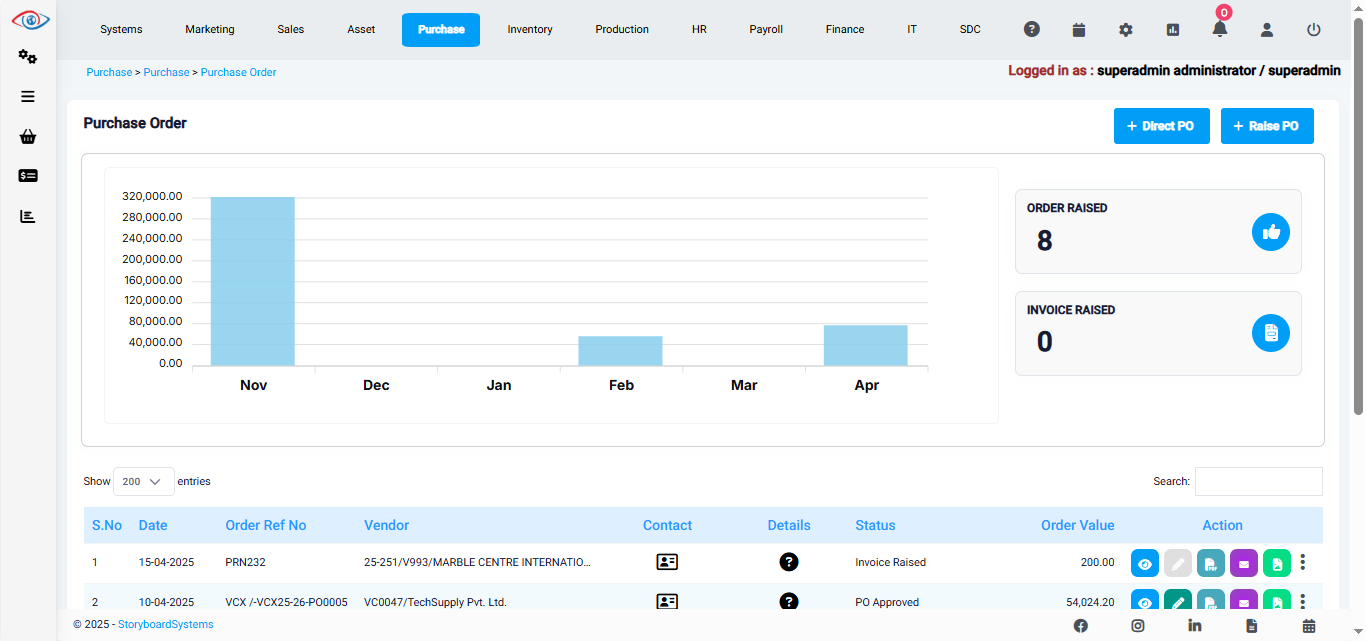 Systems Marketing Sales Asset Purchase Inventory Production HR Payroll Finance IT SDC 0
Purchase > Purchase > Purchase Order
Logged in as : superadmin administrator / superadmin
Purchase Order
+ Direct PO
+ Raise PO
320,000.00
280,000.00
240,000.00
200,000.00
160,000.00
120,000.00
80,000.00
40,000.00
0.00
Nov Dec Jan Feb Mar Apr
ORDER RAISED
8
INVOICE RAISED
0
Show 200 entries
Search:
S.No Date Order Ref No Vendor Contact Details Status Order Value Action
1 15-04-2025 PRN232 25-251/V993/MARBLE CENTRE INTERNATIO... Invoice Raised 200.00
2 10-04-2025 VCX /-VCX25-26-PO0005 VC0047/TechSupply Pvt. Ltd. PO Approved 54,024.20
© 2025 - StoryboardSystems